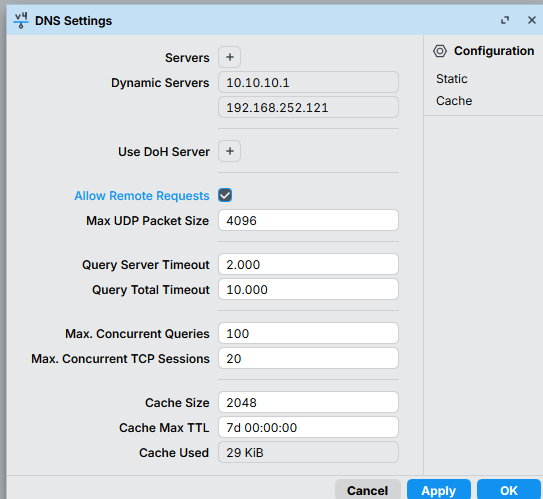 v4 DNS Settings
Servers +
Dynamic Servers 10.10.10.1
192.168.252.121
Use DoH Server +
Allow Remote Requests
Max UDP Packet Size 4096
Query Server Timeout 2.000
Query Total Timeout 10.000
Max. Concurrent Queries 100
Max. Concurrent TCP Sessions 20
Cache Size 2048
Cache Max TTL 7d 00:00:00
Cache Used 29 KiB
Configuration
Static
Cache
Cancel Apply OK